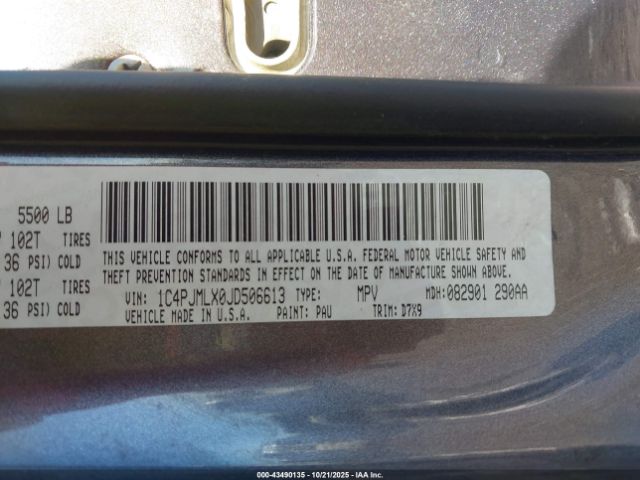 5500 LB
102T TIRES
36 PSI) COLD
102T TIRES
36 PSI) COLD
THIS VEHICLE CONFORMS TO ALL APPLICABLE U.S.A. FEDERAL MOTOR VEHICLE SAFETY AND
THEFT PREVENTION STANDARDS IN EFFECT ON THE DATE OF MANUFACTURE SHOWN ABOVE.
VIN: 1C4PJMLX0JD506613 TYPE: MPV MDH:082901 290AA
VEHICLE MADE IN U.S.A. PAINT: PAU TRIM: D7X9
000-43490135 - 10/21/2025 - IAA Inc.